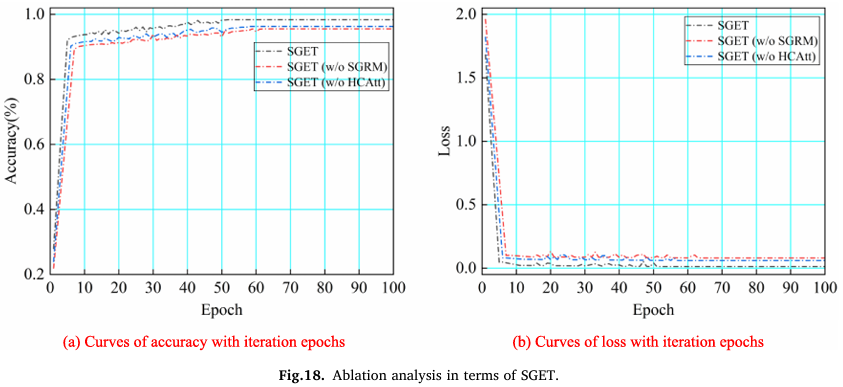 1.0
0.8
0.6
0.4
0.2
Accuracy(%)
SGET
SGET (w/o SGRM)
SGET (w/o HCAtt)
0 10 20 30 40 50 60 70 80 90 100
Epoch
(a) Curves of accuracy with iteration epochs
2.0
1.5
1.0
0.5
0.0
Loss
SGET
SGET (w/o SGRM)
SGET (w/o HCAtt)
0 10 20 30 40 50 60 70 80 90 100
Epoch
(b) Curves of loss with iteration epochs
Fig.18. Ablation analysis in terms of SGET.